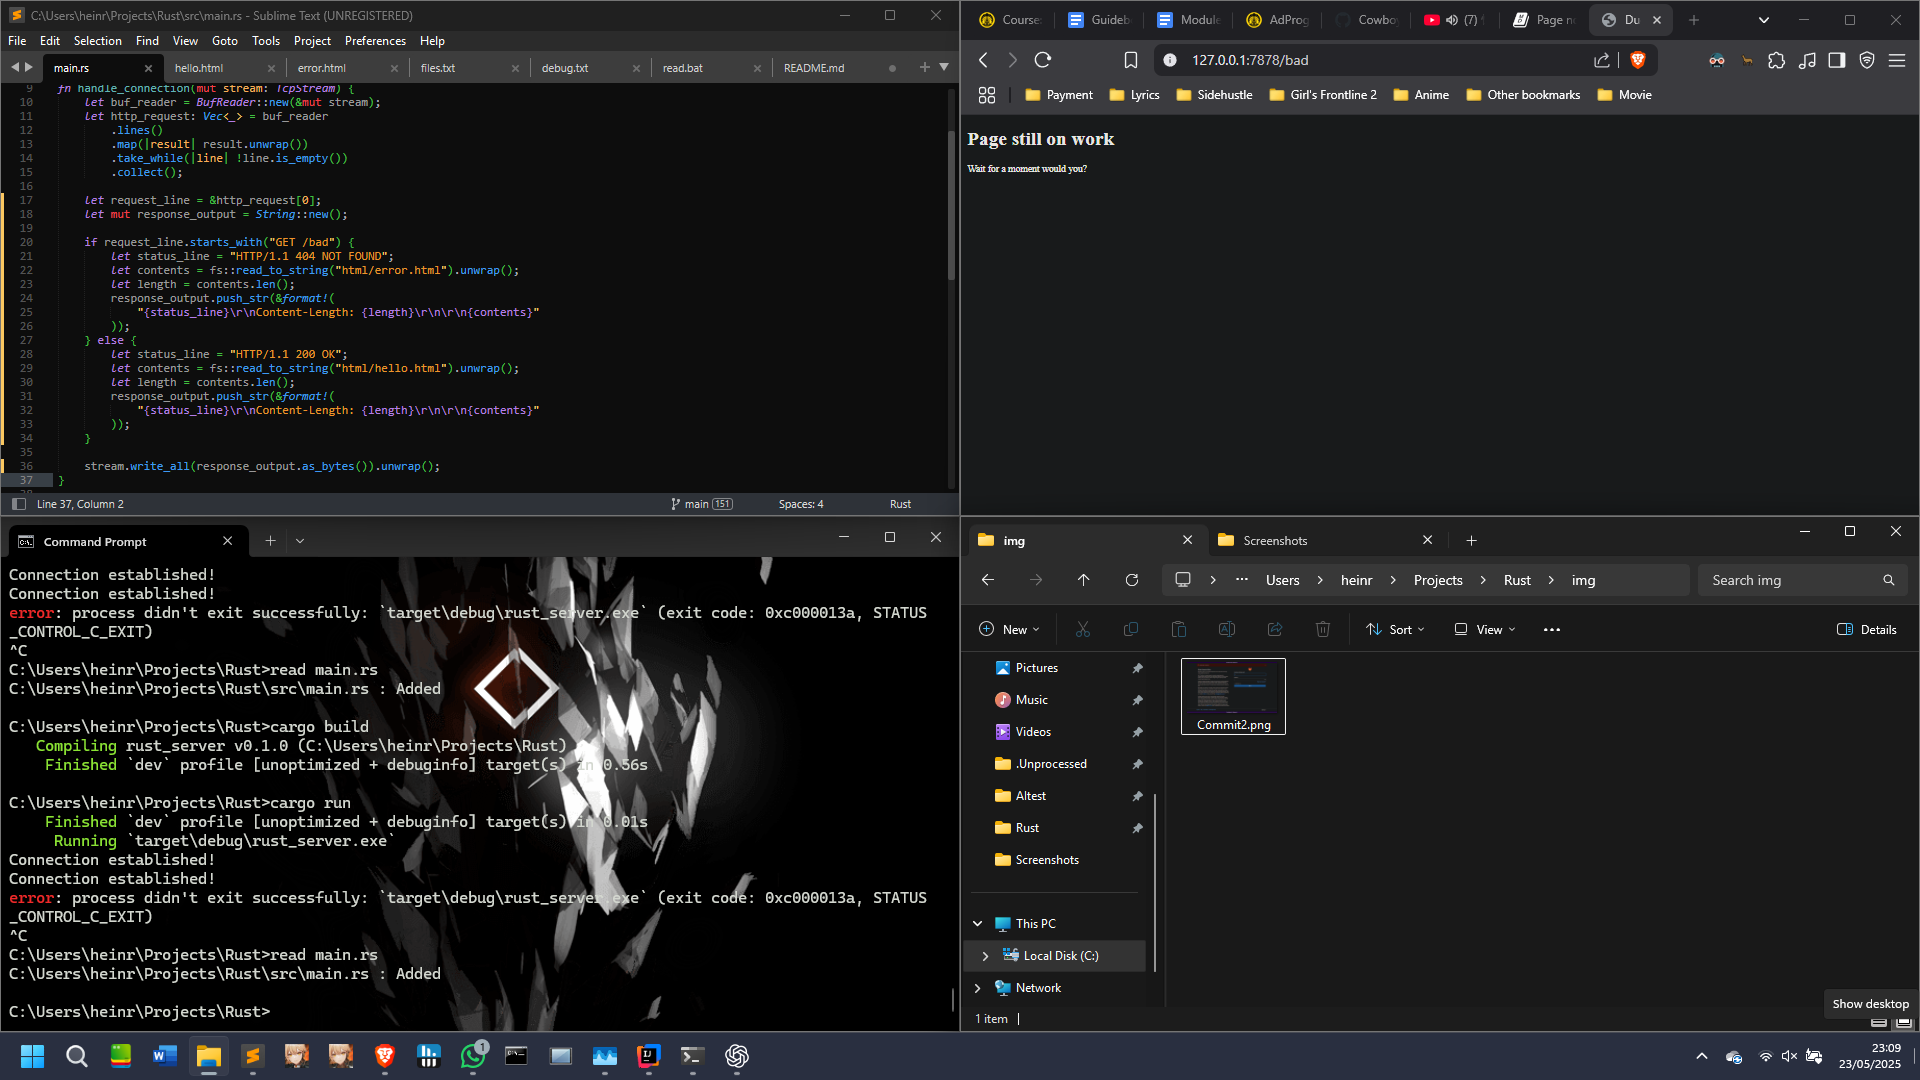 C:\Users\heinr\Projects\Rust\src\main.rs - Sublime Text (UNREGISTERED)
File Edit Selection Find View Goto Tools Project Preferences Help
main.rs hello.html error.html files.txt debug.txt read.bat README.md
9 fn handle_connection(mut stream: TcpStream) {
10 let buf_reader = BufReader::new(&mut stream);
11 let http_request: Vec<_> = buf_reader
12 .lines()
13 .map(|result| result.unwrap())
14 .take_while(|line| !line.is_empty())
15 .collect();
16
17 let request_line = &http_request[0];
18 let mut response_output = String::new();
19
20 if request_line.starts_with("GET /bad") {
21 let status_line = "HTTP/1.1 404 NOT FOUND";
22 let contents = fs::read_to_string("html/error.html").unwrap();
23 let length = contents.len();
24 response_output.push_str(&format!(
25 "{status_line}\r\nContent-Length: {length}\r\n\r\n{contents}"
26 ));
27 } else {
28 let status_line = "HTTP/1.1 200 OK";
29 let contents = fs::read_to_string("html/hello.html").unwrap();
30 let length = contents.len();
31 response_output.push_str(&format!(
32 "{status_line}\r\nContent-Length: {length}\r\n\r\n{contents}"
33 ));
34 }
35
36 stream.write_all(response_output.as_bytes()).unwrap();
37 }
Line 37, Column 2 main 151 Spaces: 4 Rust
Course: Guideb Module AdProg Cowbo (7) Page n Du
127.0.0.1:7878/bad
Payment Lyrics Sidehustle Girl's Frontline 2 Anime Other bookmarks Movie
Page still on work
Wait for a moment would you?
Command Prompt
Connection established!
Connection established!
error: process didn't exit successfully: `target\debug\rust_server.exe` (exit code: 0xc000013a, STATUS
_CONTROL_C_EXIT)
^C
C:\Users\heinr\Projects\Rust>read main.rs
C:\Users\heinr\Projects\Rust\src\main.rs : Added
C:\Users\heinr\Projects\Rust>cargo build
Compiling rust_server v0.1.0 (C:\Users\heinr\Projects\Rust)
Finished `dev` profile [unoptimized + debuginfo] target(s) in 0.56s
C:\Users\heinr\Projects\Rust>cargo run
Finished `dev` profile [unoptimized + debuginfo] target(s) in 0.01s
Running `target\debug\rust_server.exe`
Connection established!
Connection established!
error: process didn't exit successfully: `target\debug\rust_server.exe` (exit code: 0xc000013a, STATUS
_CONTROL_C_EXIT)
^C
C:\Users\heinr\Projects\Rust>read main.rs
C:\Users\heinr\Projects\Rust\src\main.rs : Added
C:\Users\heinr\Projects\Rust>
img Screenshots
Users heinr Projects Rust img Search img
New Sort View Details
Pictures
Music
Videos
.Unprocessed
Altest
Rust
Screenshots
This PC
Local Disk (C:)
Network
Commit2.png
1 item
Show desktop
1
23:09
23/05/2025